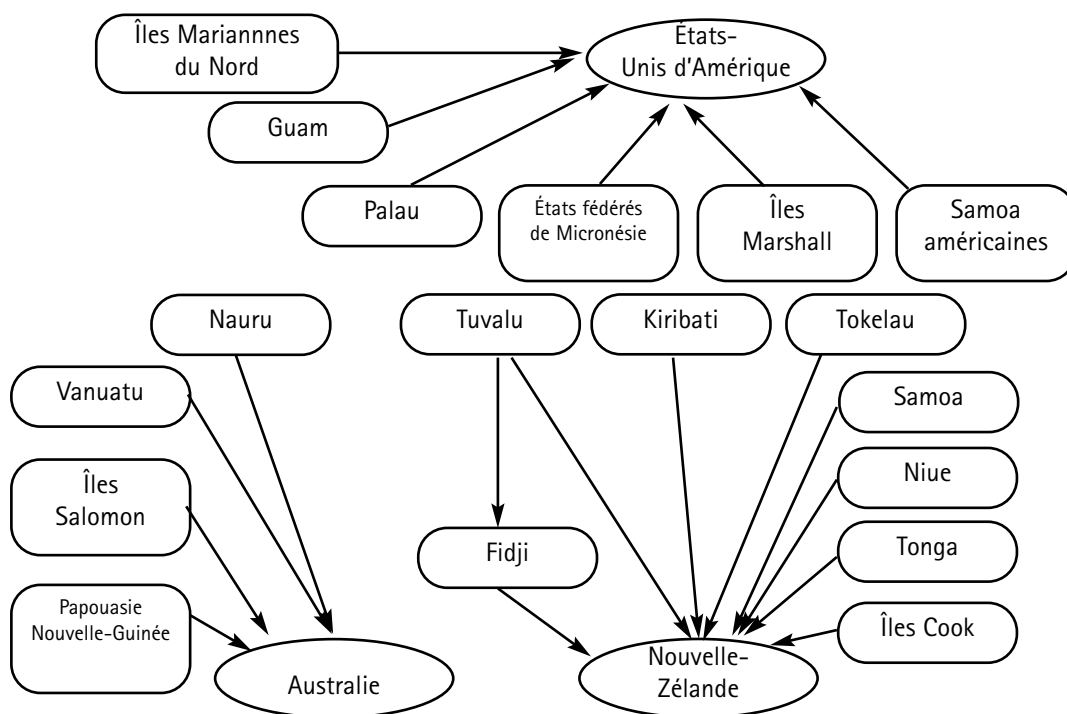 Îles Mariannnes
du Nord
États-
Unis d'Amérique
Guam
Palau
États fédérés
de Micronésie
Îles
Marshall
Samoa
américaines
Nauru
Tuvalu
Kiribati
Tokelau
Vanuatu
Samoa
Îles
Salomon
Niue
Fidji
Tonga
Papouasie
Nouvelle-Guinée
Îles Cook
Australie
Nouvelle-
Zélande